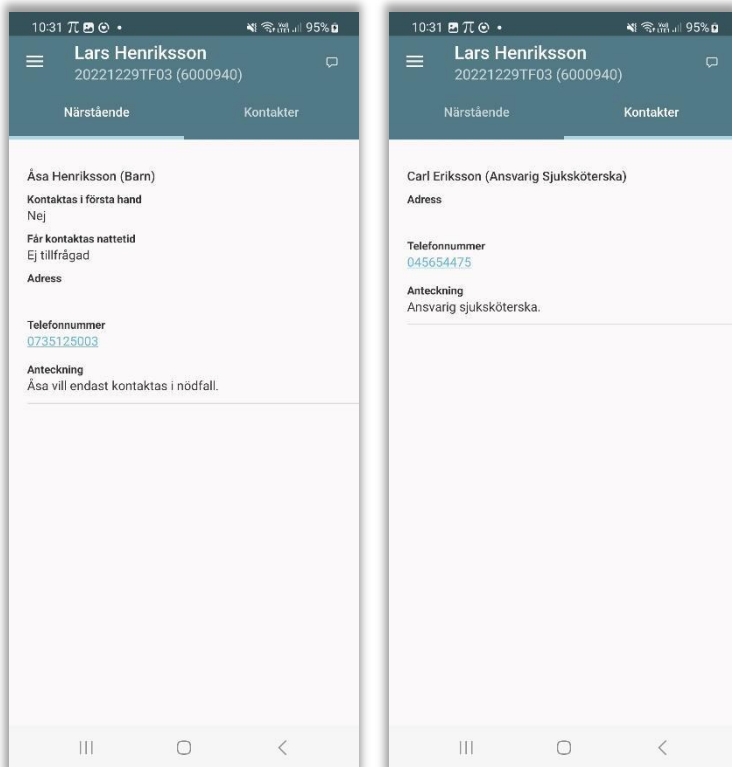 10:31
95%
Lars Henriksson
20221229TF03 (6000940)
Närstående
Kontakter
Åsa Henriksson (Barn)
Kontaktas i första hand
Nej
Får kontaktas nattetid
Ej tillfrågad
Adress
Telefonnummer
0735125003
Anteckning
Åsa vill endast kontaktas i nödfall.
10:31
95%
Lars Henriksson
20221229TF03 (6000940)
Närstående
Kontakter
Carl Eriksson (Ansvarig Sjuksköterska)
Adress
Telefonnummer
045654475
Anteckning
Ansvarig sjuksköterska.